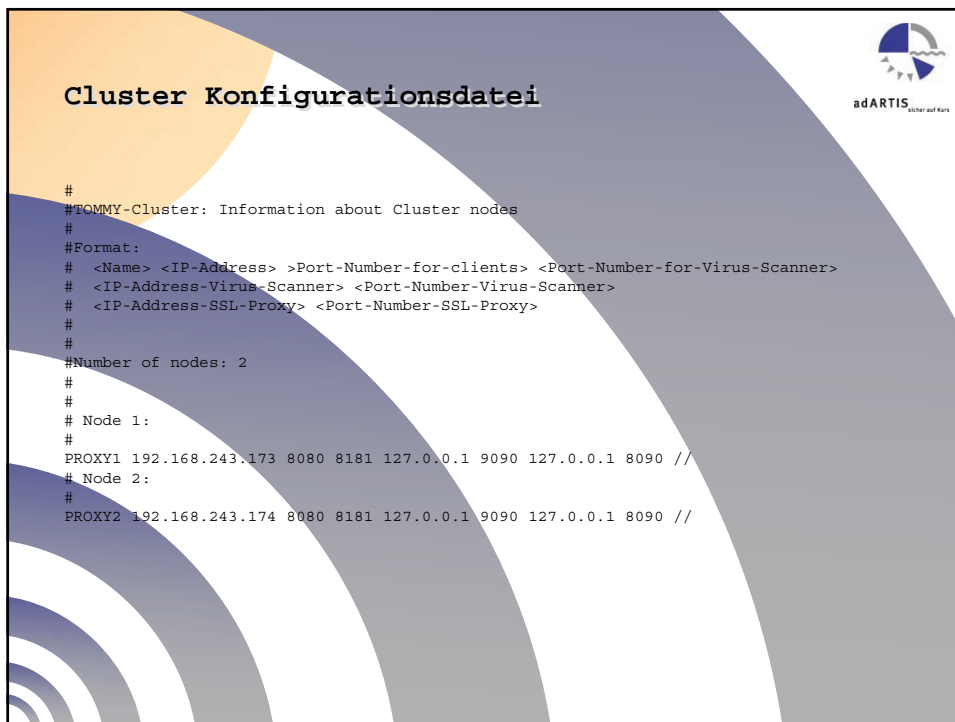 Cluster Konfigurationsdatei
adARTIS sicher auf Kurs
#
#TOMMY-Cluster: Information about Cluster nodes
#
#Format:
#  <Name> <IP-Address> >Port-Number-for-clients> <Port-Number-for-Virus-Scanner>
#  <IP-Address-Virus-Scanner> <Port-Number-Virus-Scanner>
#  <IP-Address-SSL-Proxy> <Port-Number-SSL-Proxy>
#
#
#Number of nodes: 2
#
#
# Node 1:
#
PROXY1 192.168.243.173 8080 8181 127.0.0.1 9090 127.0.0.1 8090 //
# Node 2:
#
PROXY2 192.168.243.174 8080 8181 127.0.0.1 9090 127.0.0.1 8090 //